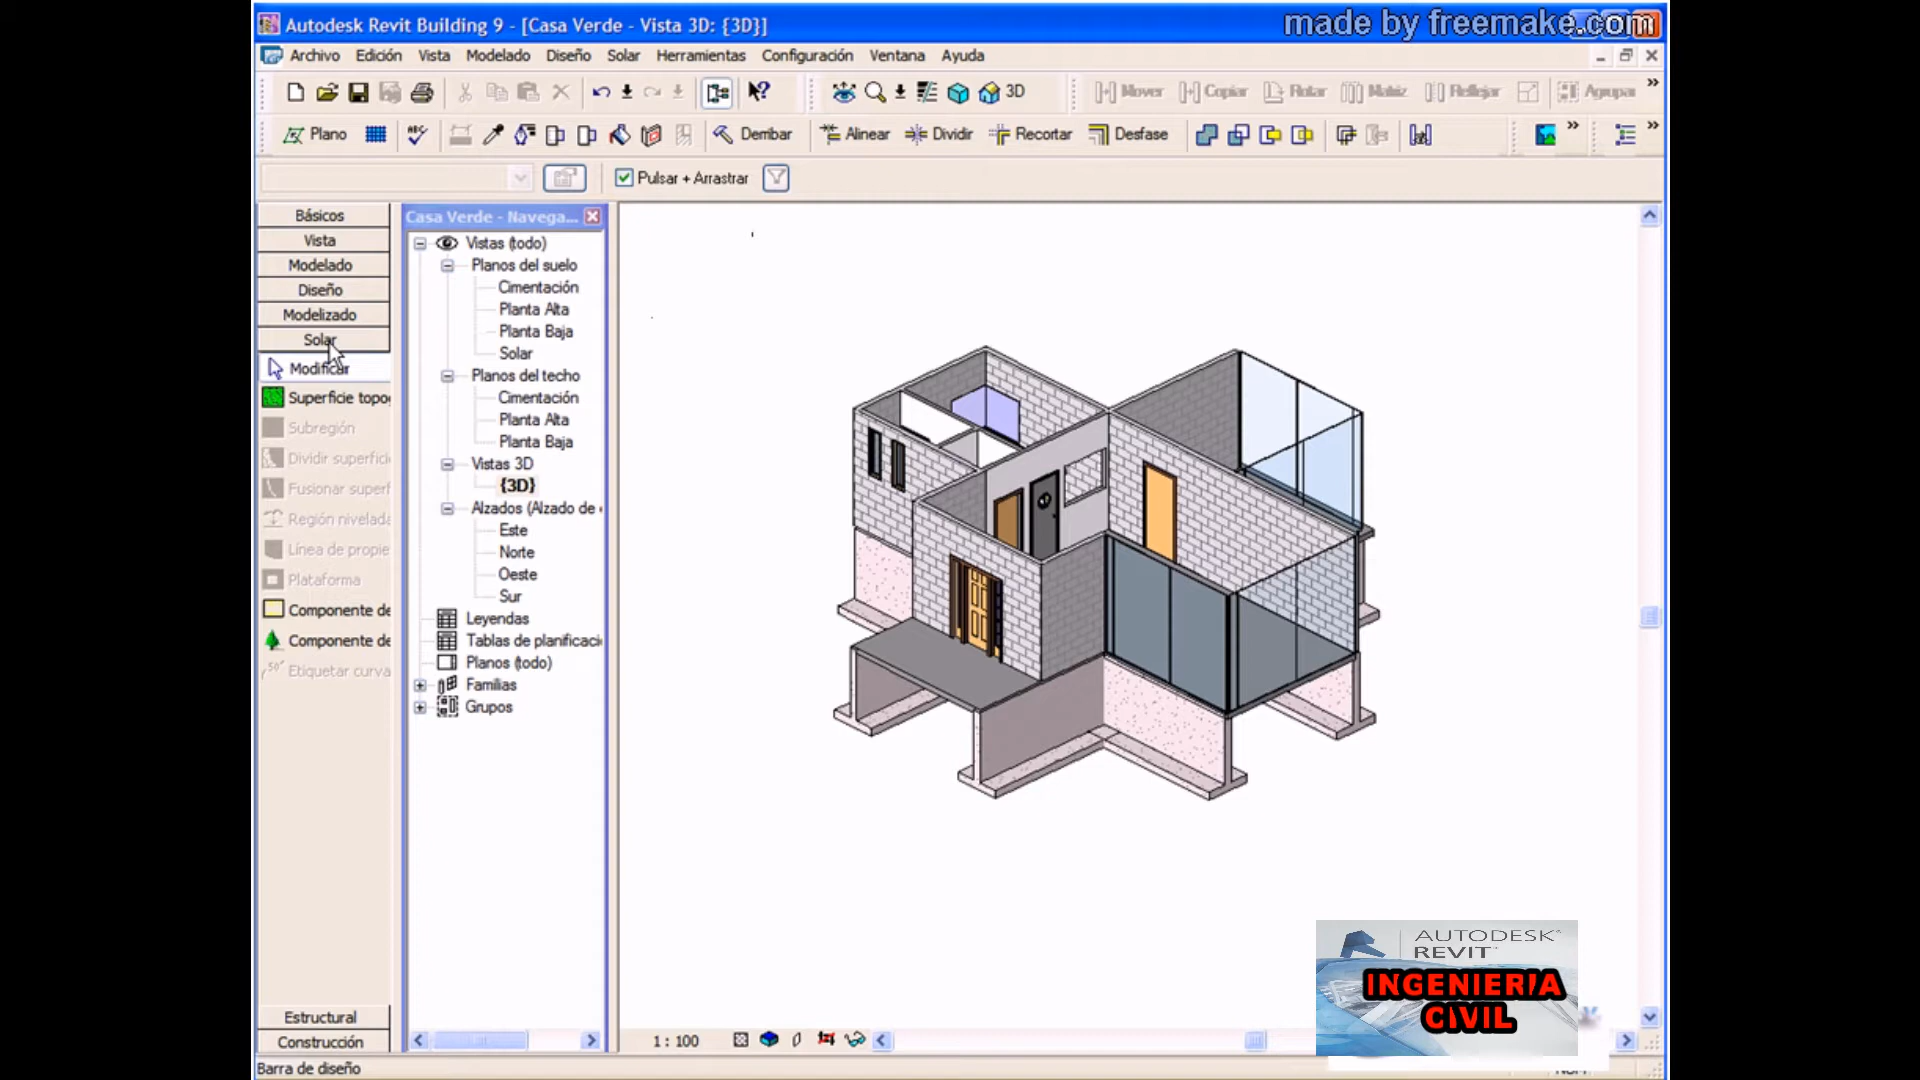 Autodesk Revit Building 9 - [Casa Verde - Vista 3D: {3D}]
made by freemake.com
Archivo Edición Vista Modelado Diseño Solar Herramientas Configuración Ventana Ayuda
3D Mover Copiar Rotar Matriz Reflejar Agrupar
Plano Derribar Alinear Dividir Recortar Desfase
Pulsar + Arrastrar
Básicos
Vista
Modelado
Diseño
Modelizado
Solar
Modificar
Superficie topo
Subregión
Dividir superfici
Fusionar superf
Región nivelada
Línea de propie
Plataforma
Componente de
Componente de
Etiquetar curva
Estructural
Construcción
Casa Verde - Navega...
Vistas (todo)
Planos del suelo
Cimentación
Planta Alta
Planta Baja
Solar
Planos del techo
Cimentación
Planta Alta
Planta Baja
Vistas 3D
{3D}
Alzados (Alzado de
Este
Norte
Oeste
Sur
Leyendas
Tablas de planificaci
Planos (todo)
Familias
Grupos
1 : 100
AUTODESK
REVIT
INGENIERIA
CIVIL
Barra de diseño